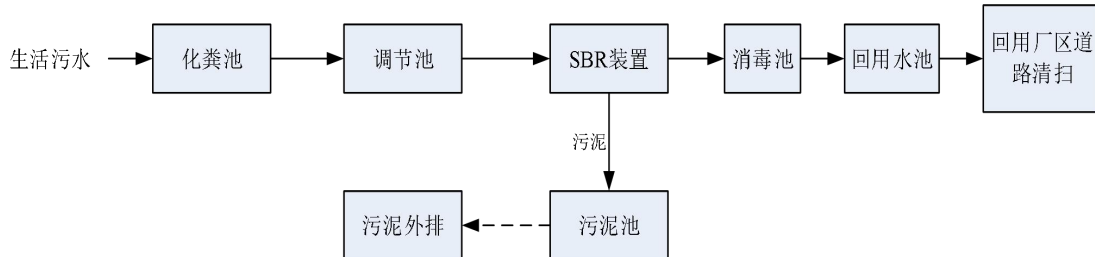 生活污水
化粪池
调节池
SBR装置
消毒池
回用水池
回用厂区道
路清扫
污泥
污泥外排
污泥池